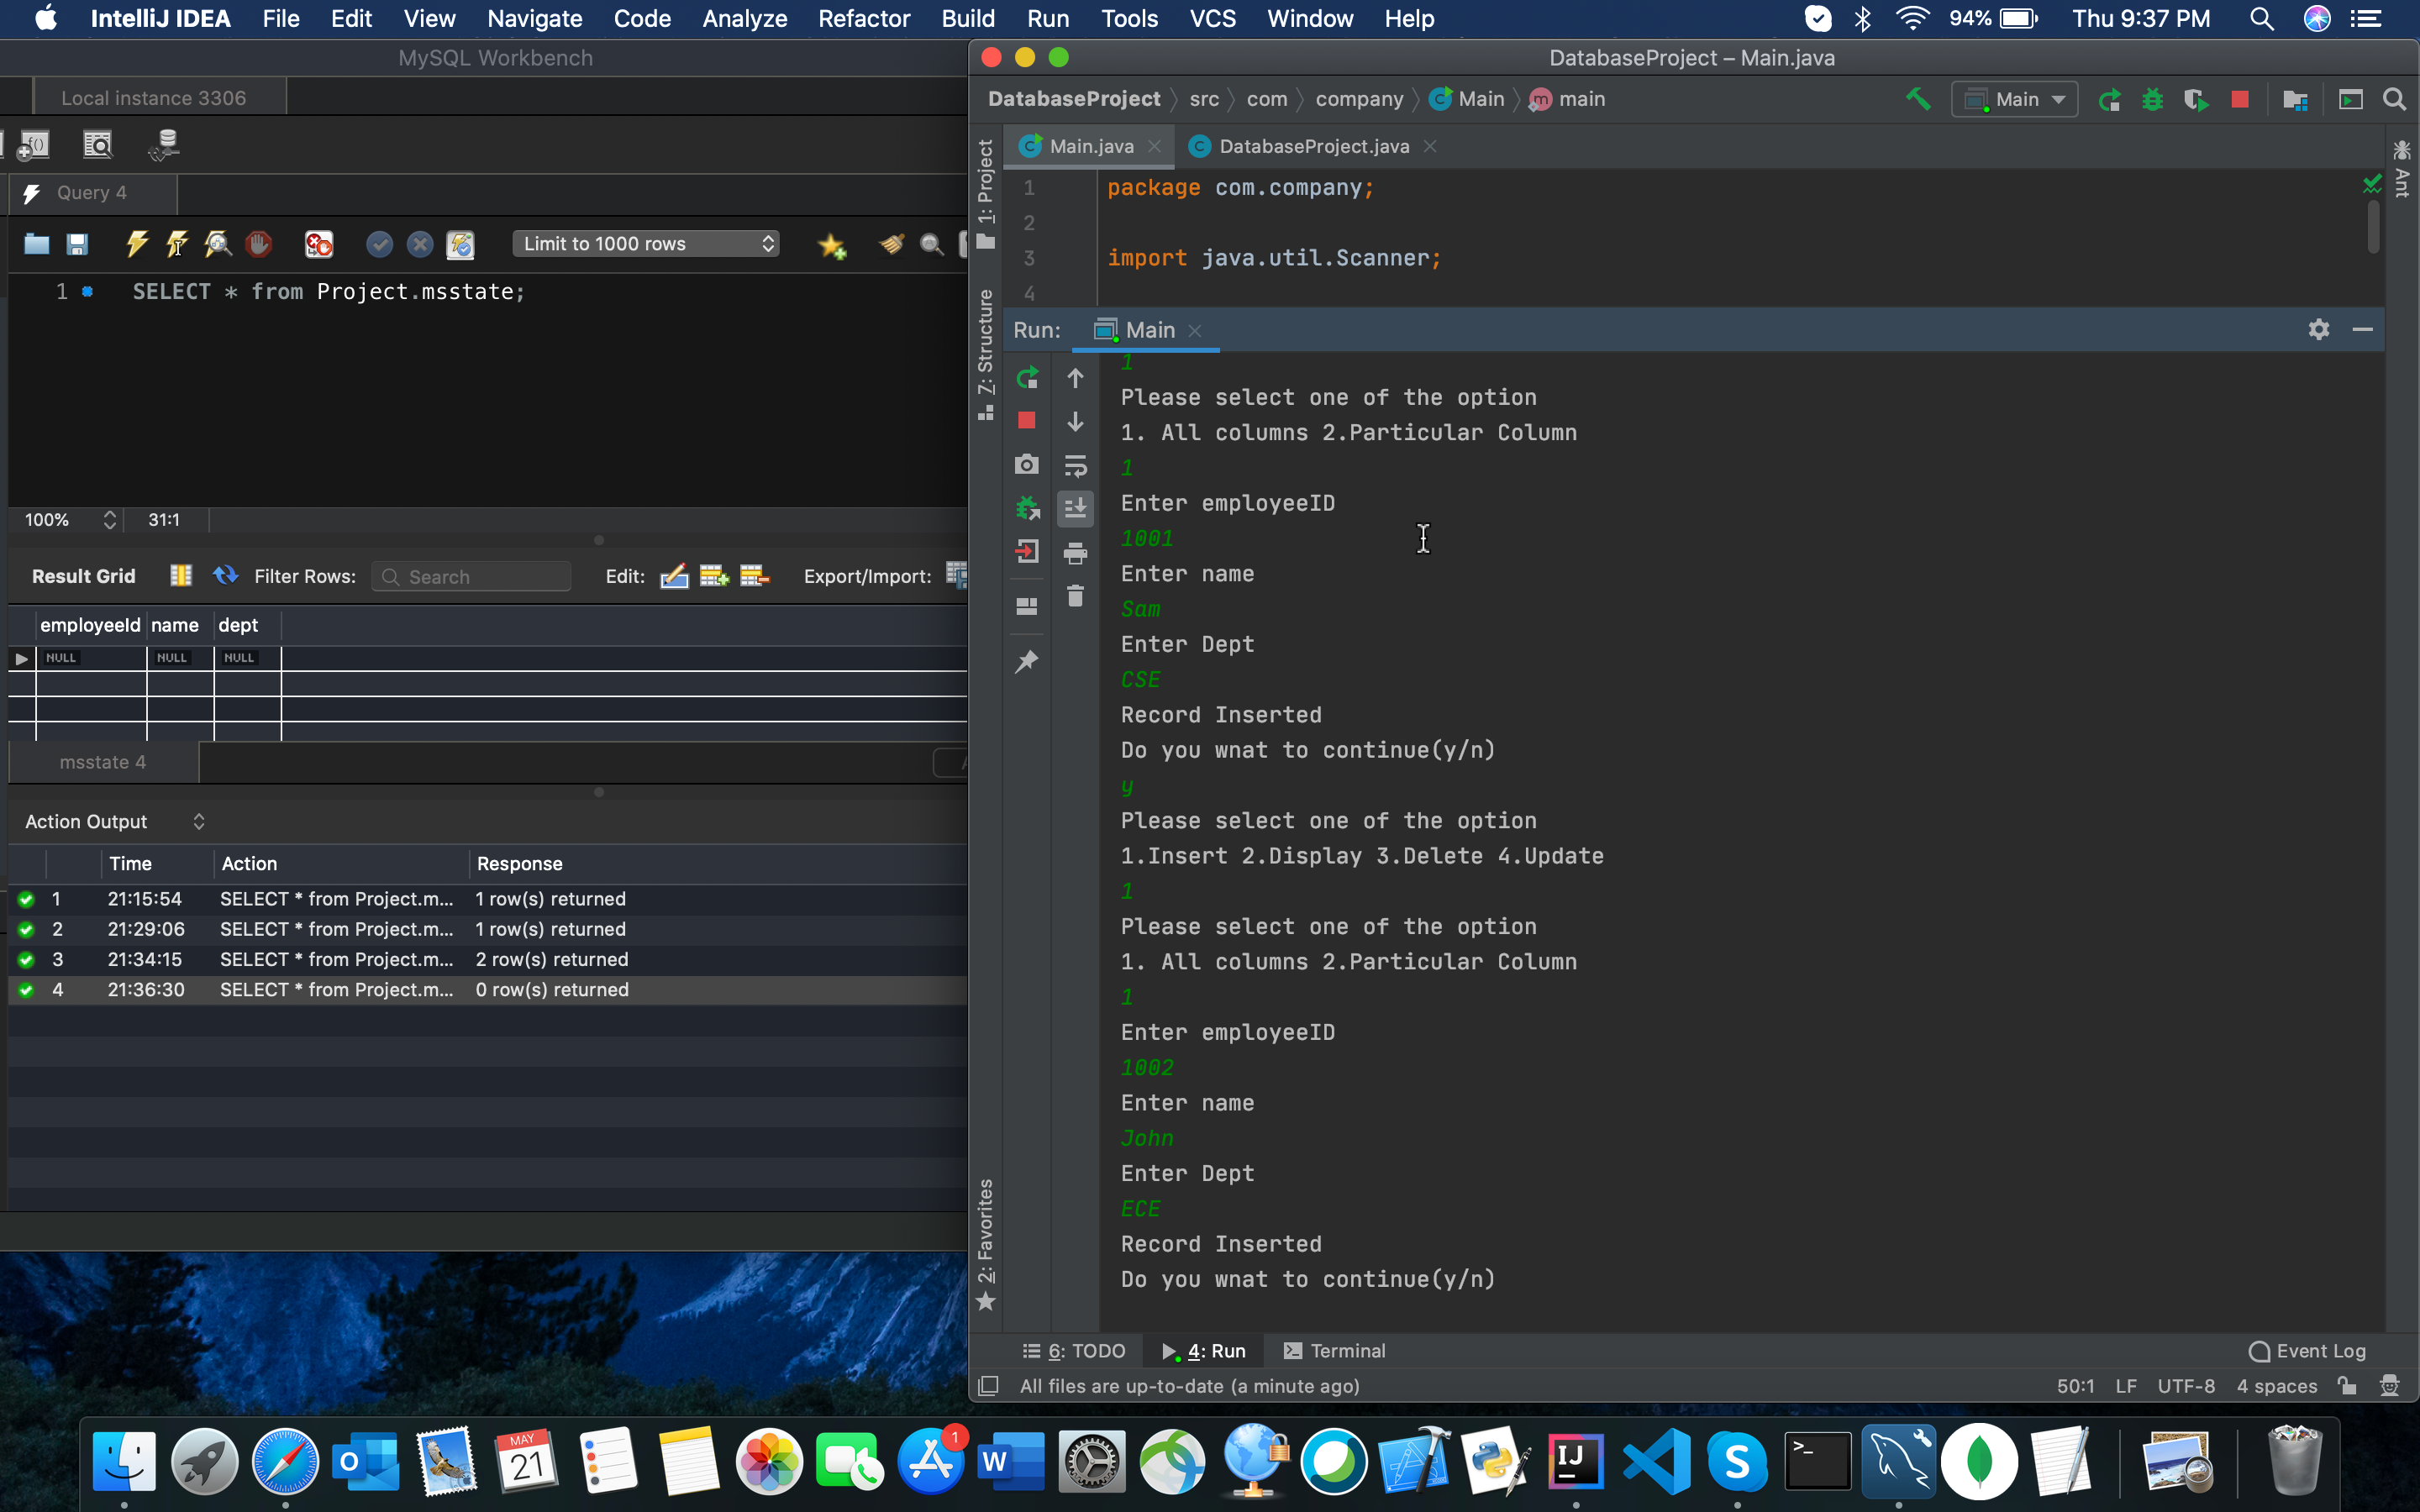 IntelliJ IDEA File Edit View Navigate Code Analyze Refactor Build Run Tools VCS Window Help 94% Thu 9:37 PM
MySQL Workbench
Local instance 3306
Query 4
Limit to 1000 rows
1 SELECT * from Project.msstate;
100% 31:1
Result Grid Filter Rows: Search Edit: Export/Import:
employeeId name dept
NULL NULL NULL
msstate 4
Action Output
Time Action Response
1 21:15:54 SELECT * from Project.m... 1 row(s) returned
2 21:29:06 SELECT * from Project.m... 1 row(s) returned
3 21:34:15 SELECT * from Project.m... 2 row(s) returned
4 21:36:30 SELECT * from Project.m... 0 row(s) returned
DatabaseProject – Main.java
DatabaseProject src com company Main main Main
Main.java DatabaseProject.java
1: Project
7: Structure
2: Favorites
Ant
1 package com.company;
2
3 import java.util.Scanner;
4
Run: Main
1
Please select one of the option
1. All columns 2.Particular Column
1
Enter employeeID
1001
Enter name
Sam
Enter Dept
CSE
Record Inserted
Do you wnat to continue(y/n)
y
Please select one of the option
1.Insert 2.Display 3.Delete 4.Update
1
Please select one of the option
1. All columns 2.Particular Column
1
Enter employeeID
1002
Enter name
John
Enter Dept
ECE
Record Inserted
Do you wnat to continue(y/n)
6: TODO 4: Run Terminal Event Log
All files are up-to-date (a minute ago) 50:1 LF UTF-8 4 spaces
MAY
21
1